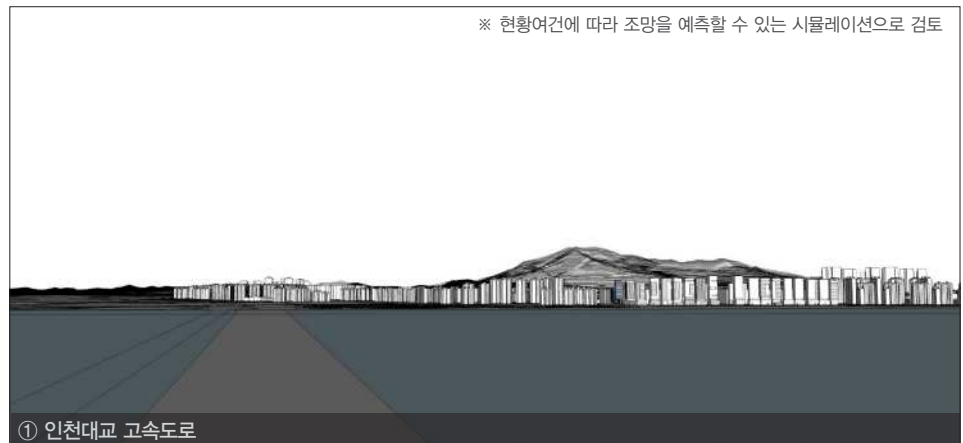 ※ 현황여건에 따라 조망을 예측할 수 있는 시뮬레이션으로 검토
① 인천대교 고속도로